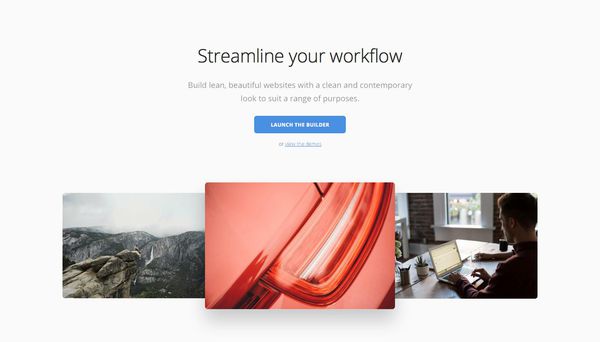 Streamline your workflow
Build lean, beautiful websites with a clean and contemporary
look to suit a range of purposes.
LAUNCH THE BUILDER
or view the demos